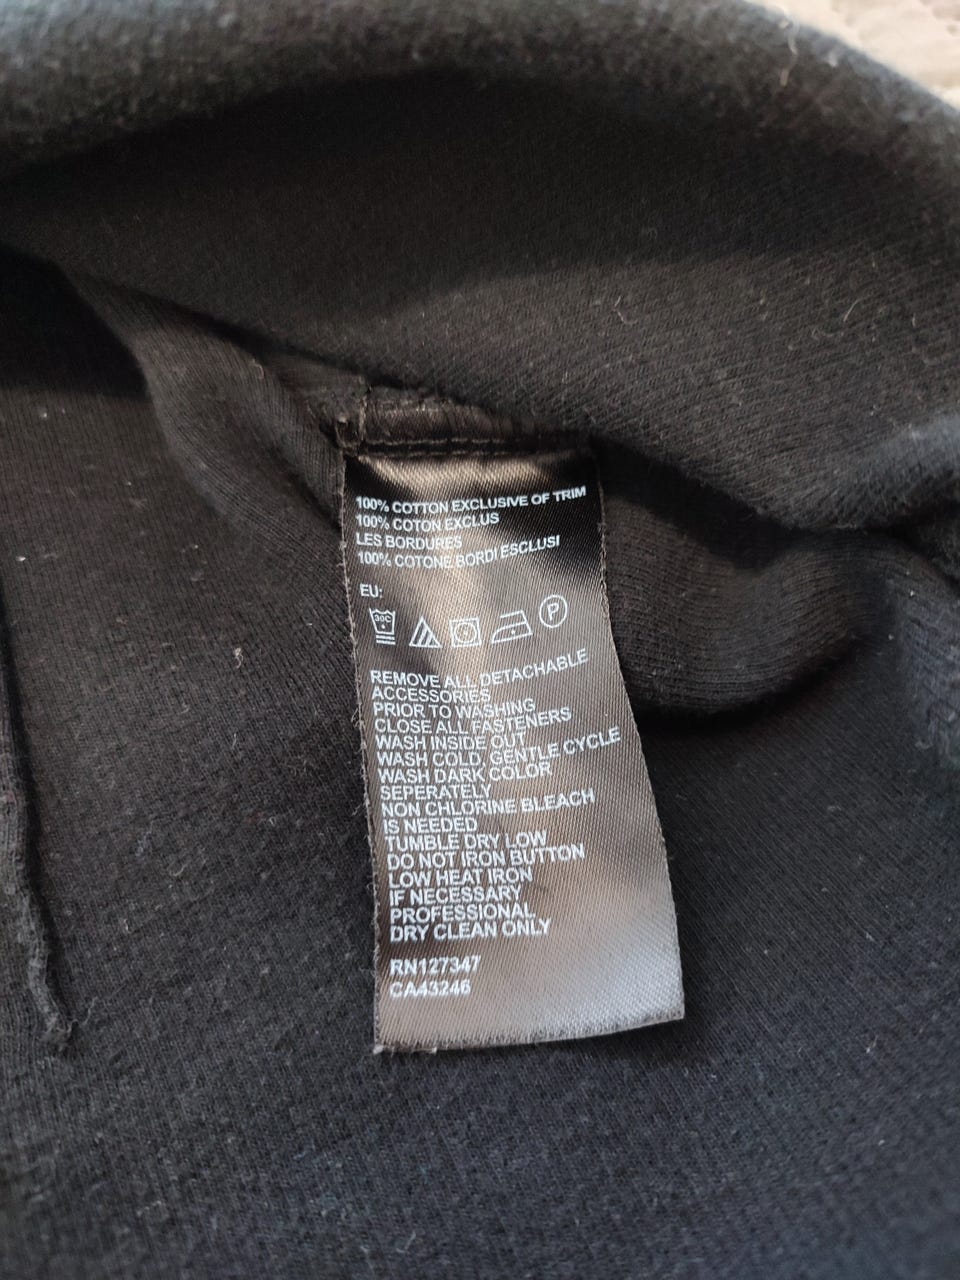 100% COTTON EXCLUSIVE OF TRIM
100% COTON EXCLUS
LES BORDURES
100% COTONE BORDI ESCLUSI
EU:
30C P
REMOVE ALL DETACHABLE
ACCESSORIES
PRIOR TO WASHING
CLOSE ALL FASTENERS
WASH INSIDE OUT
WASH COLD, GENTLE CYCLE
WASH DARK COLOR
SEPERATELY
NON CHLORINE BLEACH
IS NEEDED
TUMBLE DRY LOW
DO NOT IRON BUTTON
LOW HEAT IRON
IF NECESSARY
PROFESSIONAL
DRY CLEAN ONLY
RN127347
CA43246